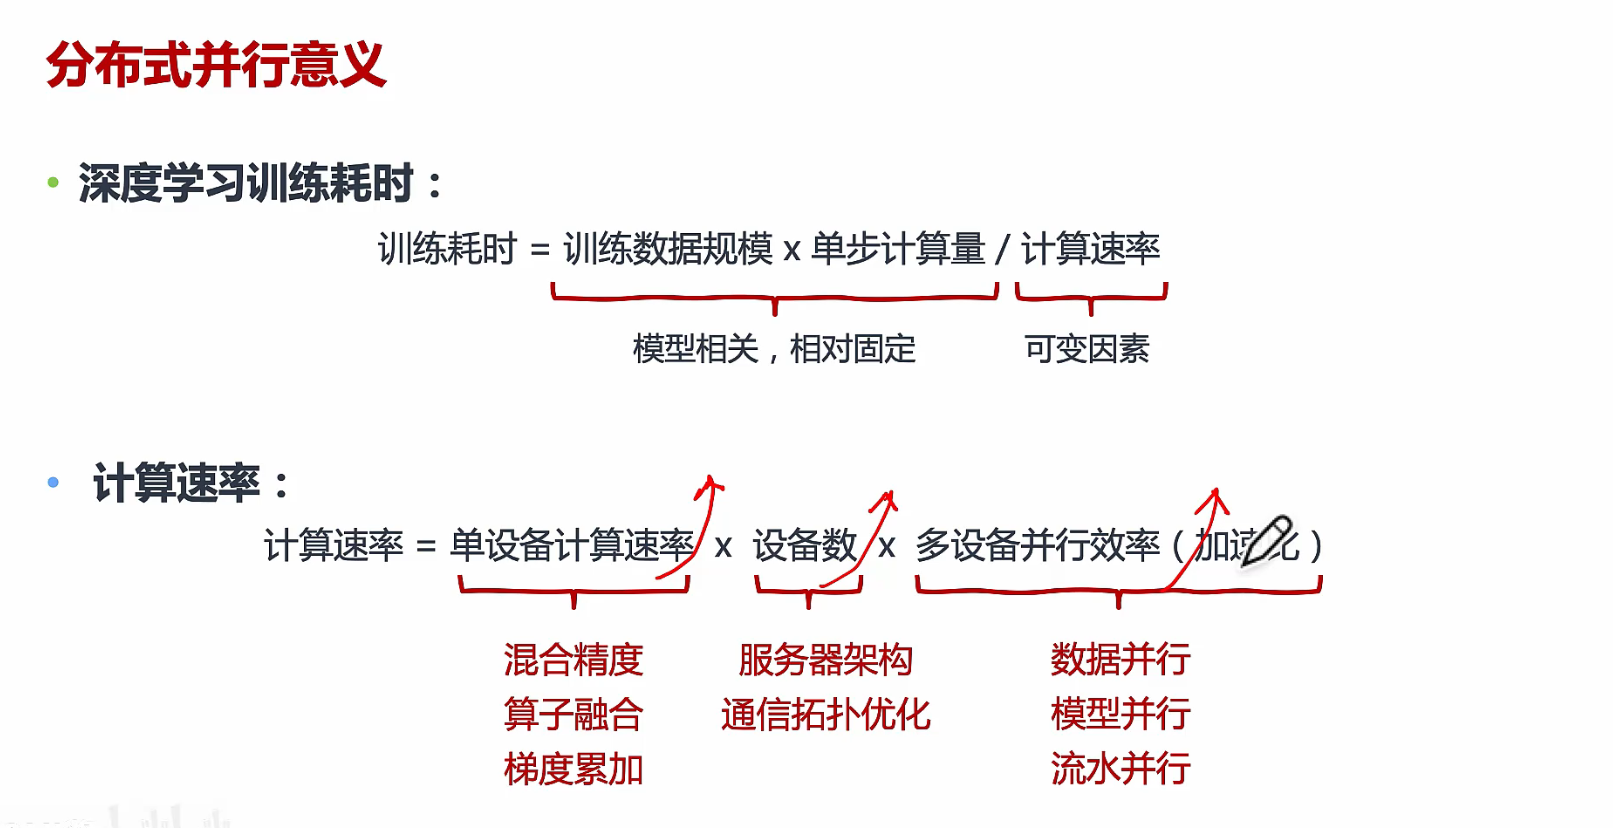 分布式并行意义
• 深度学习训练耗时：
训练耗时 = 训练数据规模 x 单步计算量 / 计算速率
模型相关，相对固定 可变因素
• 计算速率：
计算速率 = 单设备计算速率 x 设备数 x 多设备并行效率（加速比）
混合精度 服务器架构 数据并行
算子融合 通信拓扑优化 模型并行
梯度累加 流水并行